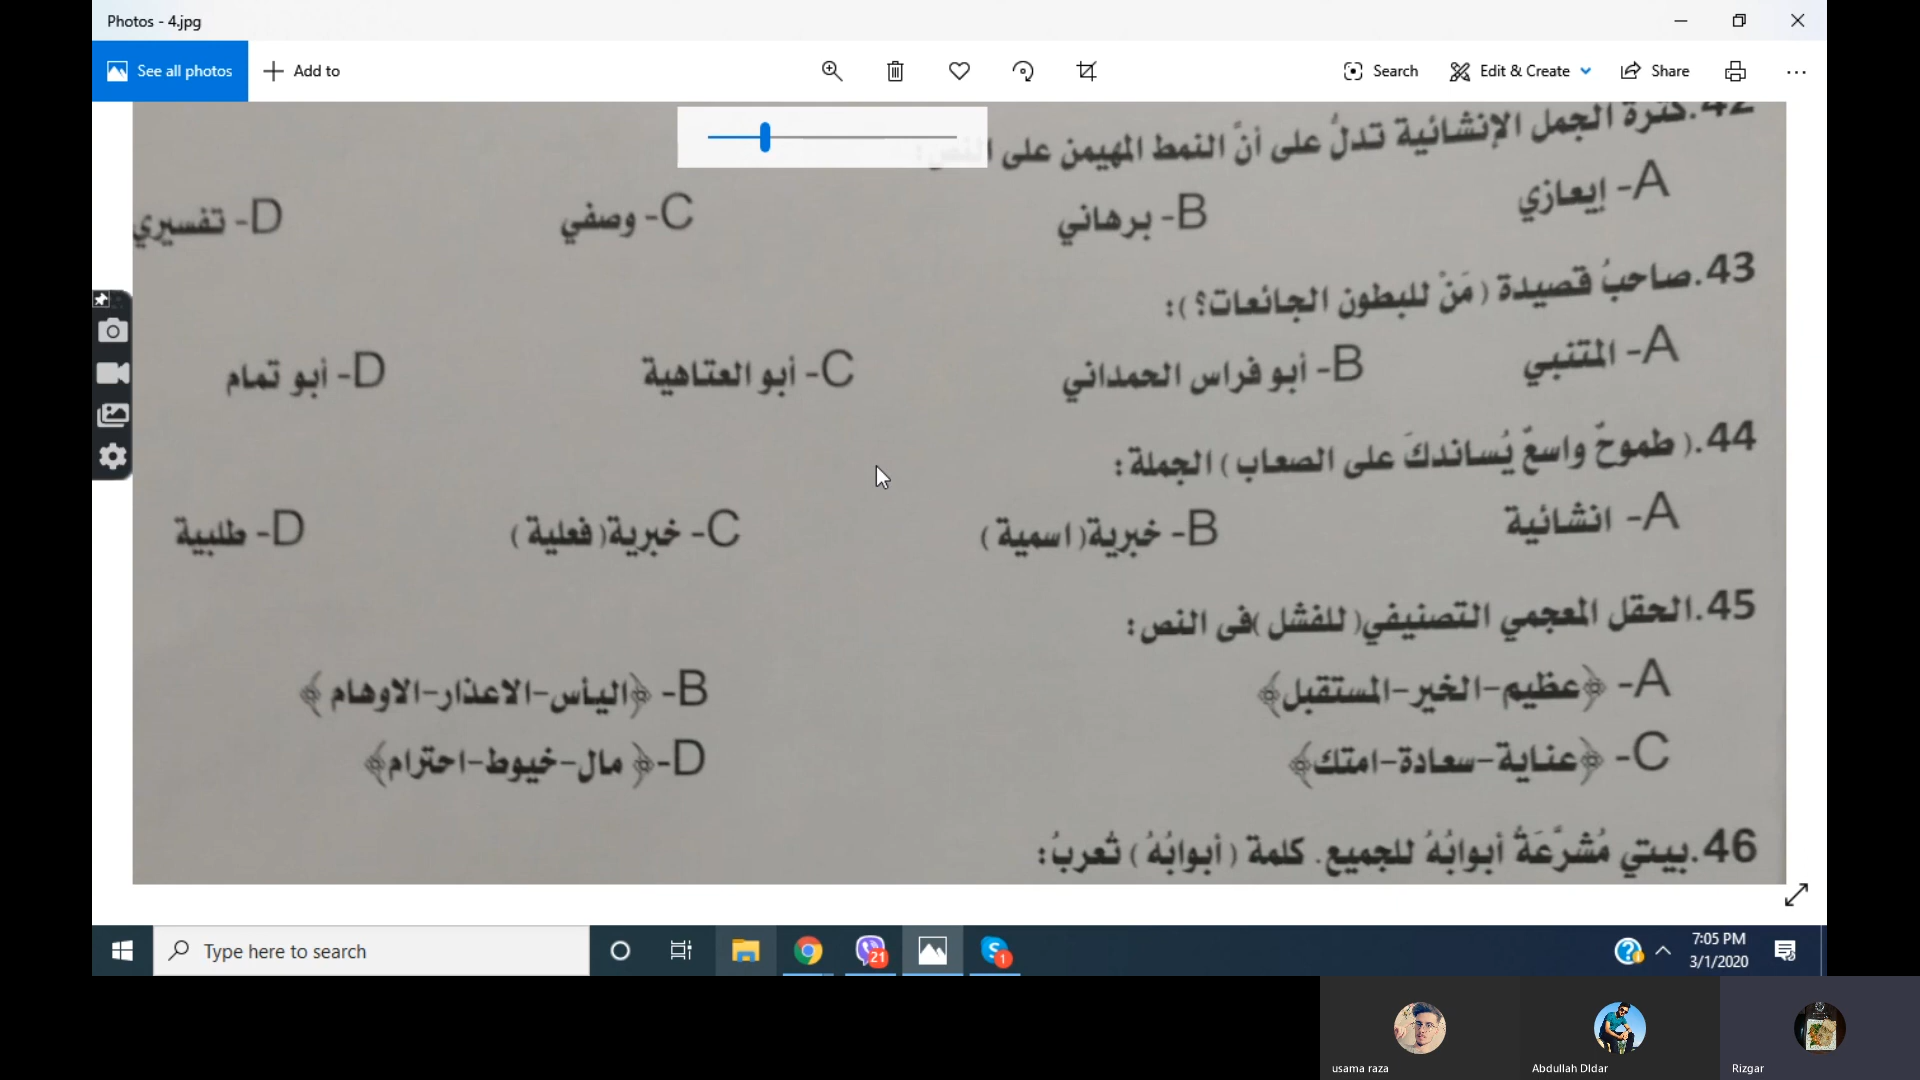 Photos - 4.jpg
See all photos
Add to
Search
Edit & Create
Share
42.كثرة الجمل الإنشائية تدلُّ على أنَّ النمط المهيمن على النص:
A- إيعازي
B- برهاني
C- وصفي
D- تفسيري
43.صاحبُ قصيدة (مَنْ للبطون الجائعات؟):
A- المتنبي
B- أبو فراس الحمداني
C- أبو العتاهية
D- أبو تمام
44.(طموحٌ واسعٌ يُساندكَ على الصعاب) الجملة:
A- انشائية
B- خبرية(اسمية)
C- خبرية(فعلية)
D- طلبية
45.الحقل المعجمي التصنيفي(للفشل)فى النص:
A- ﴿عظيم-الخير-المستقبل﴾
B- ﴿اليأس-الاعذار-الاوهام﴾
C- ﴿عناية-سعادة-امتك﴾
D-﴿مال-خيوط-احترام﴾
46.بيتي مُشرَّعَةُ أبوابُهُ للجميع. كلمة (أبوابُهُ) تُعربُ:
Type here to search
21
1
7:05 PM
3/1/2020
usama raza
Abdullah Dldar
Rizgar